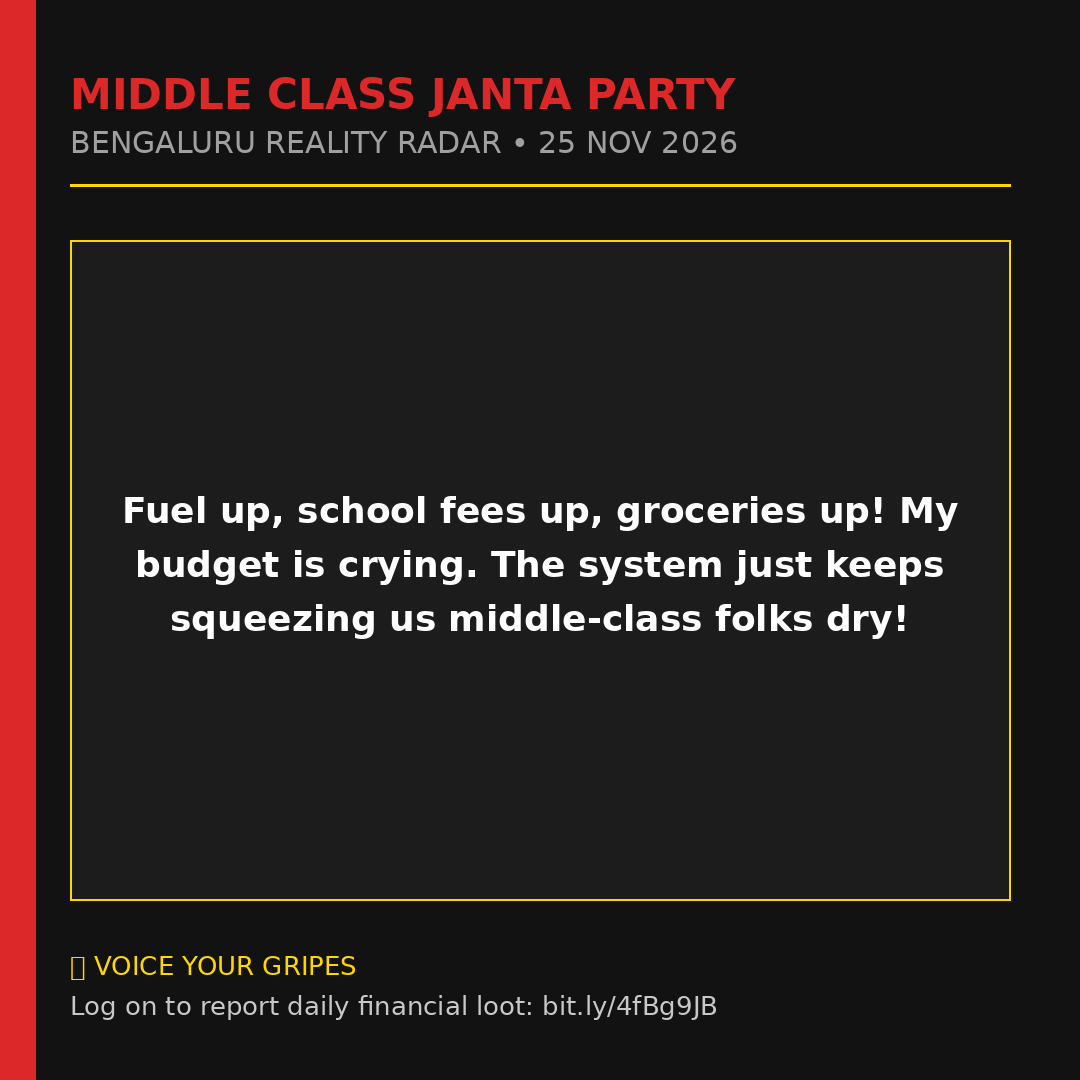 MIDDLE CLASS JANTA PARTY
BENGALURU REALITY RADAR • 25 NOV 2026
Fuel up, school fees up, groceries up! My
budget is crying. The system just keeps
squeezing us middle-class folks dry!
VOICE YOUR GRIPES
Log on to report daily financial loot: bit.ly/4fBg9JB